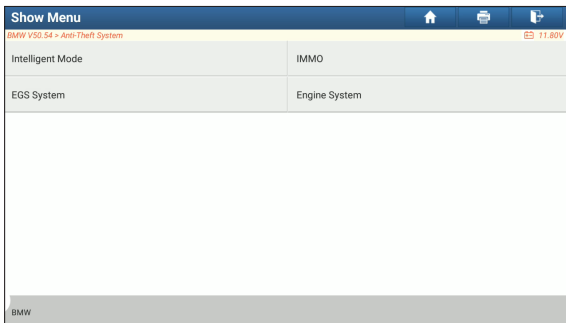 Show Menu
BMW V50.54 > Anti-Theft System 11.80V
Intelligent Mode IMMO
EGS System Engine System
BMW